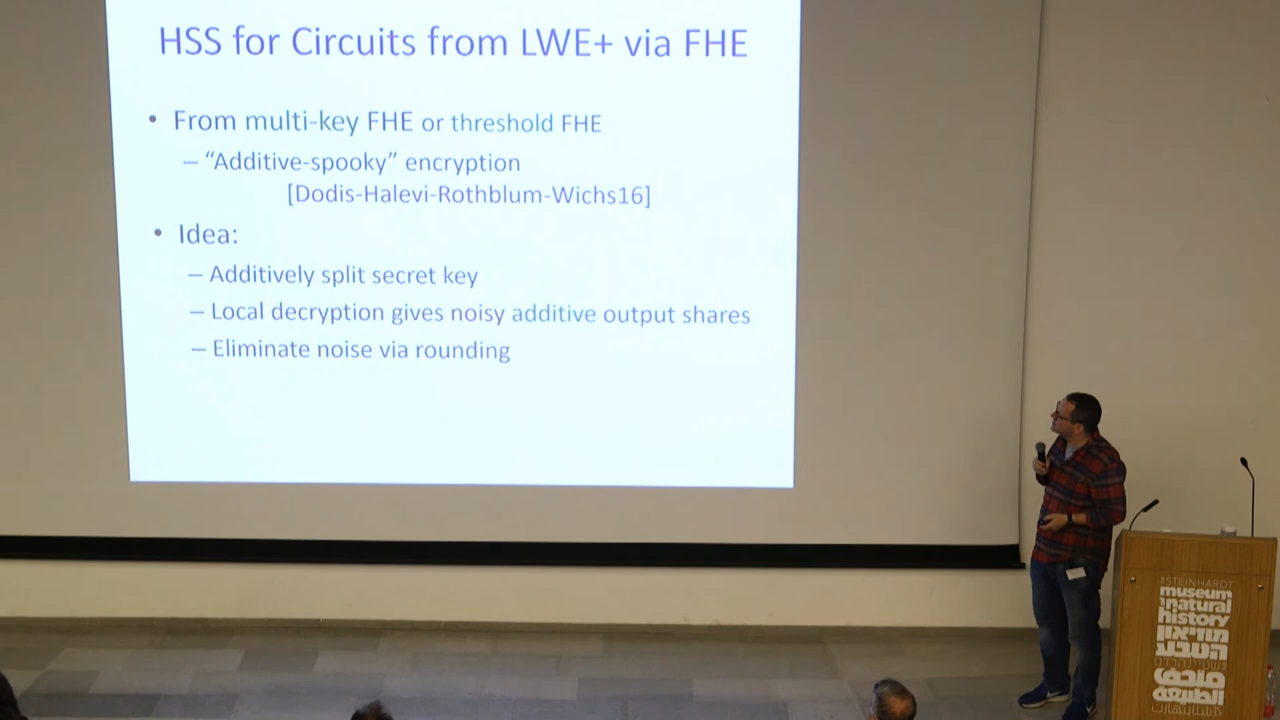 HSS for Circuits from LWE+ via FHE
• From multi-key FHE or threshold FHE
– “Additive-spooky” encryption
[Dodis-Halevi-Rothblum-Wichs16]
• Idea:
– Additively split secret key
– Local decryption gives noisy additive output shares
– Eliminate noise via rounding
THE STEINHARDT
museum
of natural
history
מוזיאון
הטבע
متحف
الطبيعة